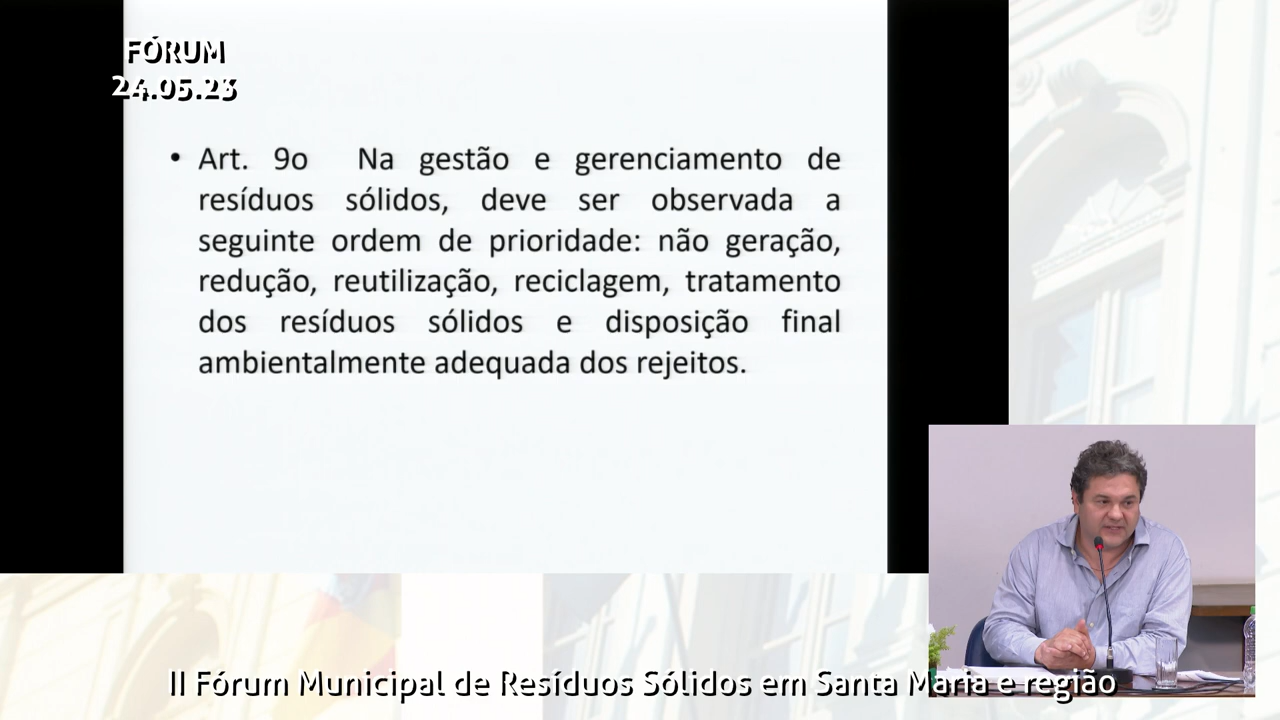 FÓRUM
24.05.23
• Art. 9o Na gestão e gerenciamento de
resíduos sólidos, deve ser observada a
seguinte ordem de prioridade: não geração,
redução, reutilização, reciclagem, tratamento
dos resíduos sólidos e disposição final
ambientalmente adequada dos rejeitos.
II Fórum Municipal de Resíduos Sólidos em Santa Maria e região